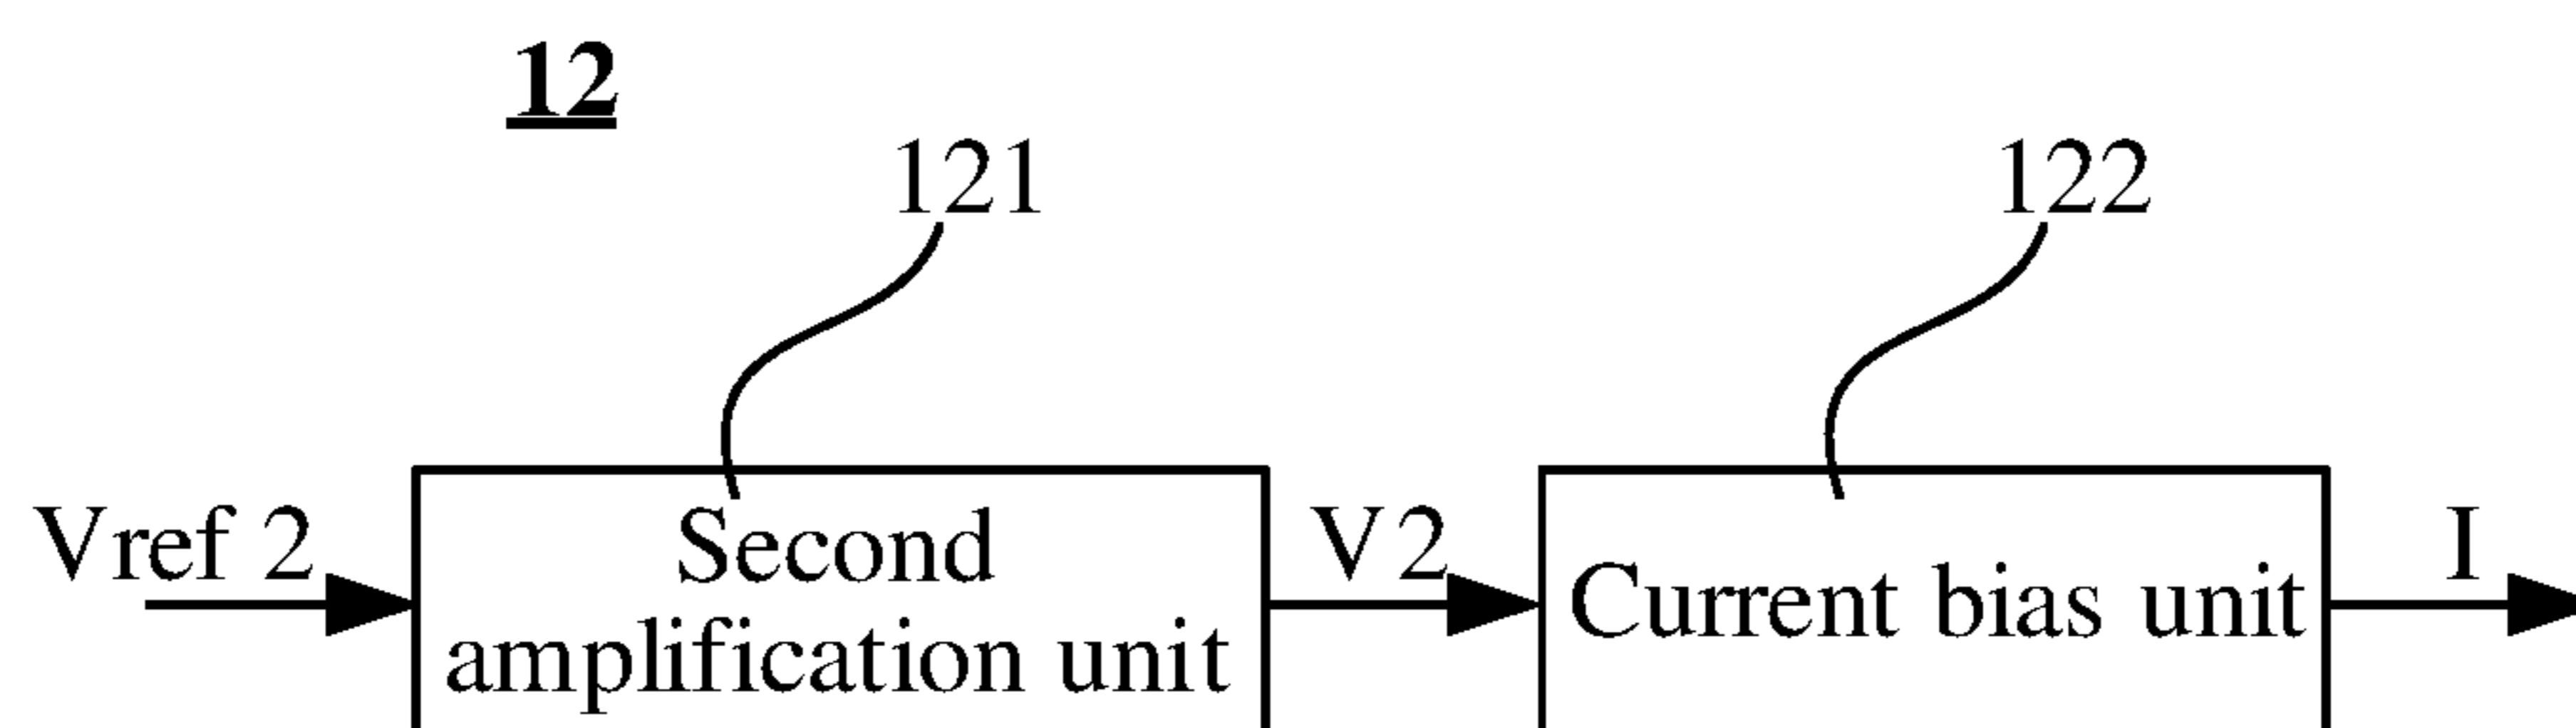 12
121
122
Vref 2
Second
amplification unit
V2
Current bias unit
I